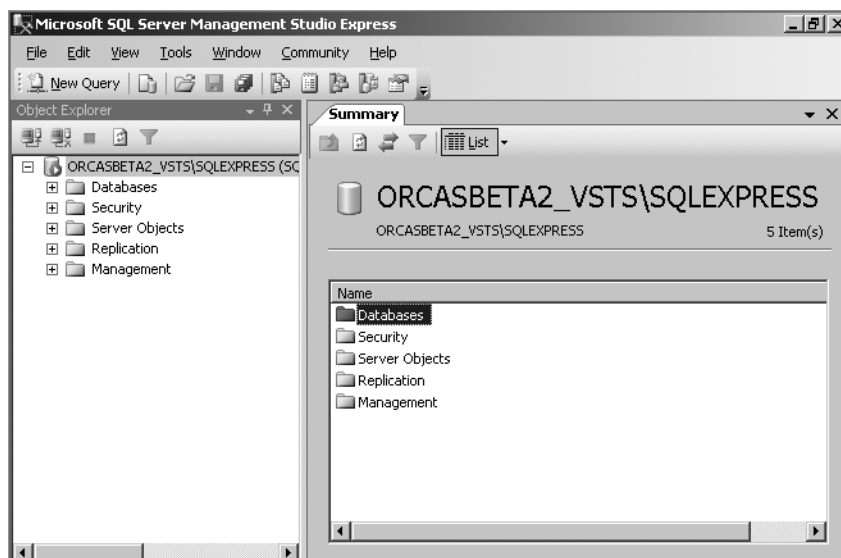 Microsoft SQL Server Management Studio Express
File Edit View Tools Window Community Help
New Query
Object Explorer
ORCASBETA2_VSTS\SQLEXPRESS (SQ
Databases
Security
Server Objects
Replication
Management
Summary
List
ORCASBETA2_VSTS\SQLEXPRESS
ORCASBETA2_VSTS\SQLEXPRESS 5 Item(s)
Name
Databases
Security
Server Objects
Replication
Management